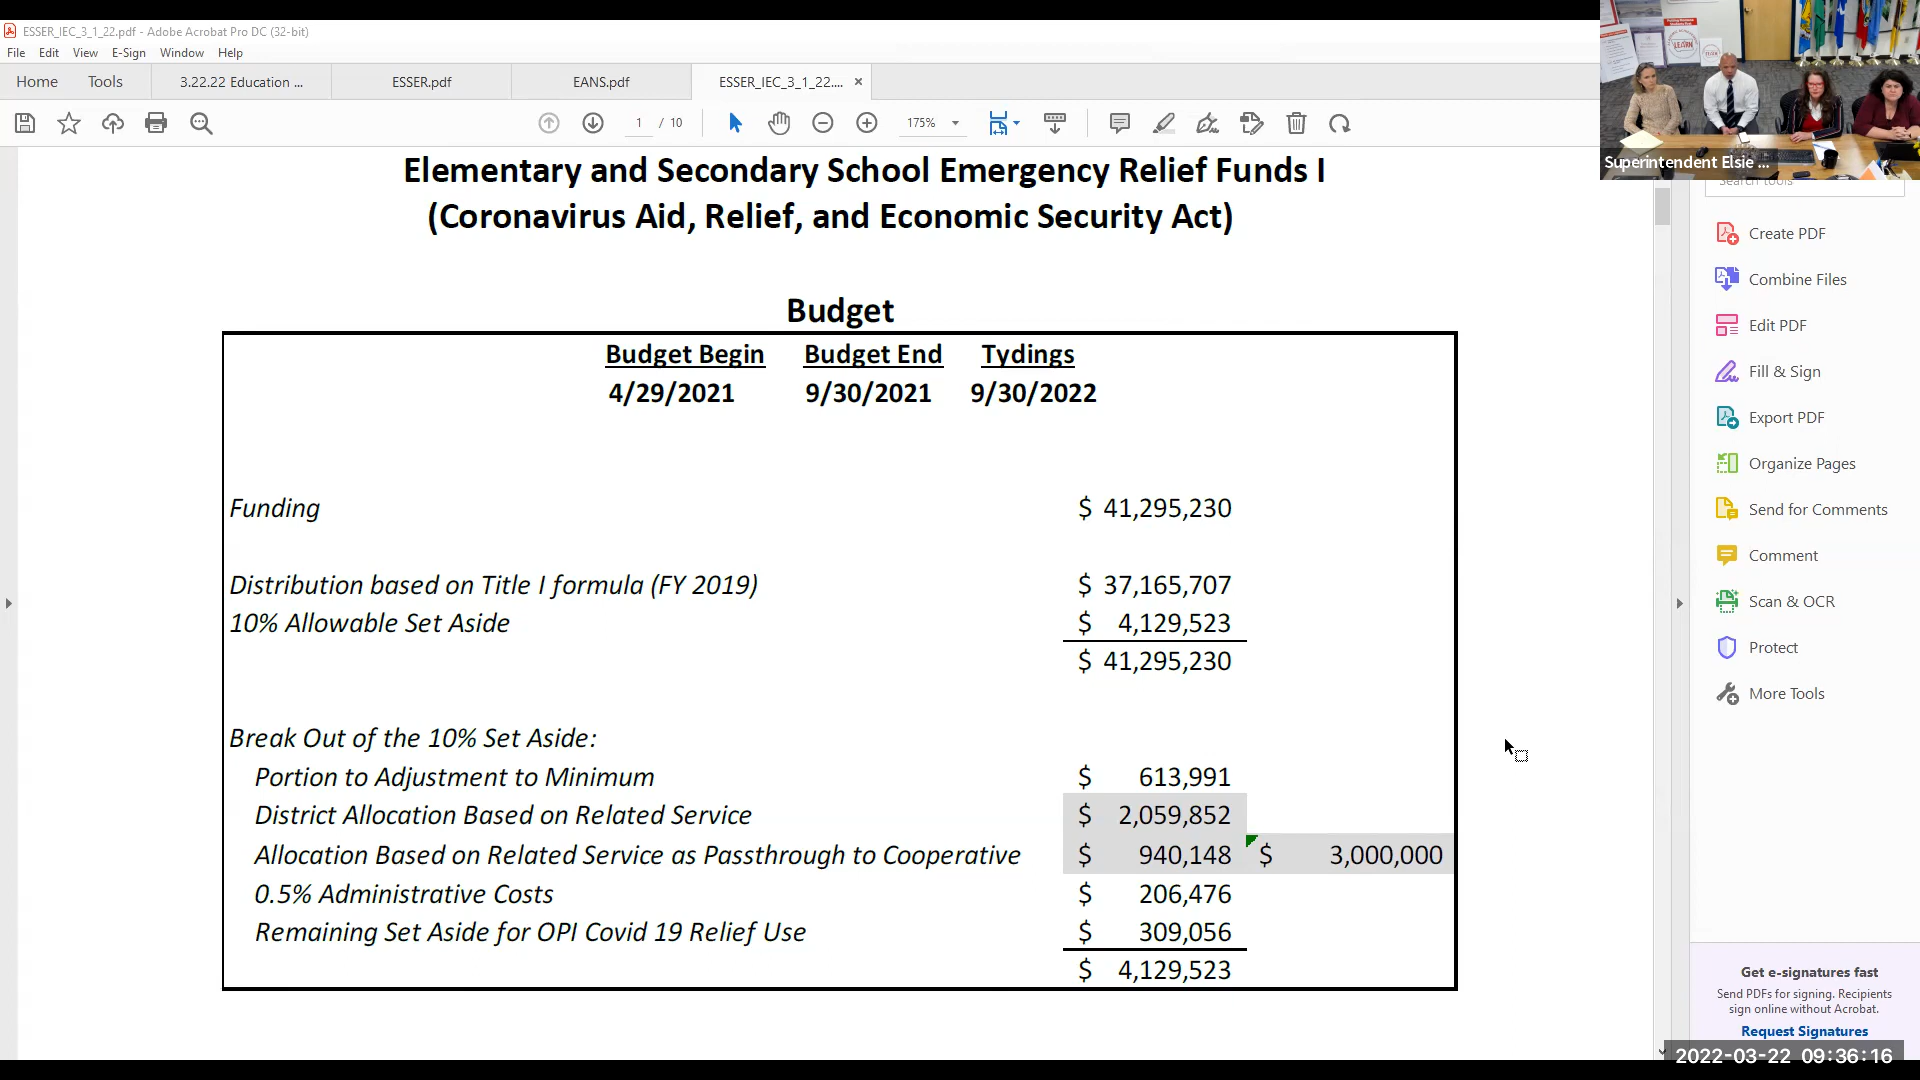 ESSER_IEC_3_1_22.pdf - Adobe Acrobat Pro DC (32-bit)
File Edit View E-Sign Window Help
Home Tools 3.22.22 Education ... ESSER.pdf EANS.pdf ESSER_IEC_3_1_22.... ×
1 / 10 175%
Elementary and Secondary School Emergency Relief Funds I
(Coronavirus Aid, Relief, and Economic Security Act)
Budget
Budget Begin Budget End Tydings
4/29/2021 9/30/2021 9/30/2022
Funding $ 41,295,230
Distribution based on Title I formula (FY 2019) $ 37,165,707
10% Allowable Set Aside $ 4,129,523
$ 41,295,230
Break Out of the 10% Set Aside:
Portion to Adjustment to Minimum $ 613,991
District Allocation Based on Related Service $ 2,059,852
Allocation Based on Related Service as Passthrough to Cooperative $ 940,148 $ 3,000,000
0.5% Administrative Costs $ 206,476
Remaining Set Aside for OPI Covid 19 Relief Use $ 309,056
$ 4,129,523
LEARN
Superintendent Elsie ...
Search tools
Create PDF
Combine Files
Edit PDF
Fill & Sign
Export PDF
Organize Pages
Send for Comments
Comment
Scan & OCR
Protect
More Tools
Get e-signatures fast
Send PDFs for signing. Recipients
sign online without Acrobat.
Request Signatures
2022-03-22 09:36:16